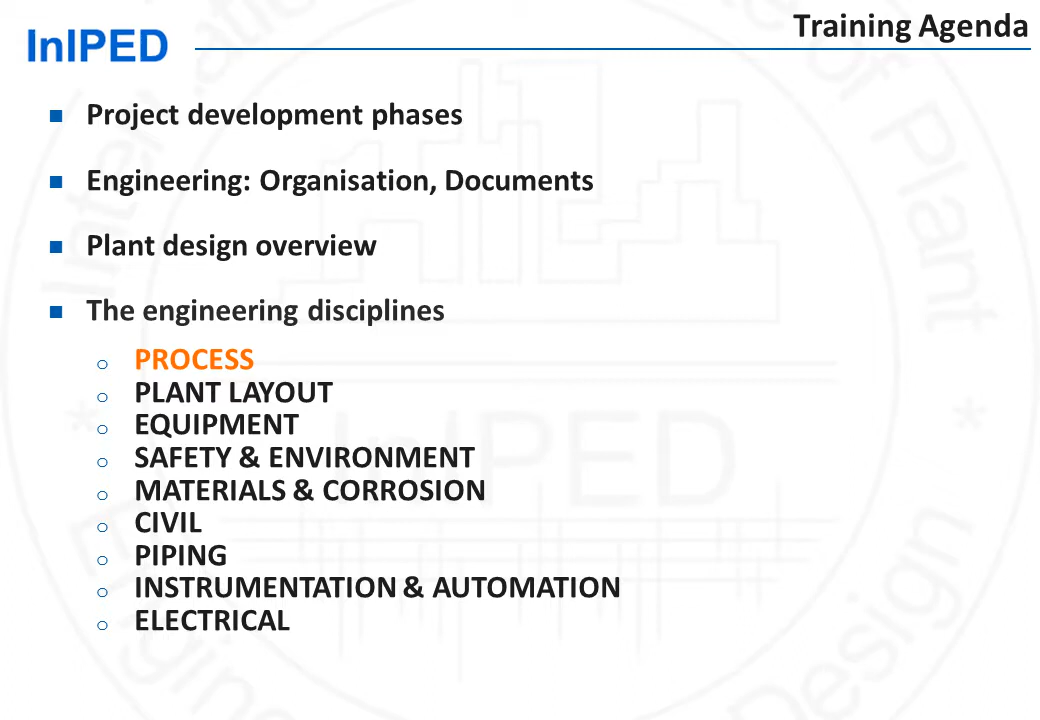 Training Agenda
InIPED
Project development phases
Engineering: Organisation, Documents
Plant design overview
The engineering disciplines
PROCESS
PLANT LAYOUT
EQUIPMENT
SAFETY & ENVIRONMENT
MATERIALS & CORROSION
CIVIL
PIPING
INSTRUMENTATION & AUTOMATION
ELECTRICAL